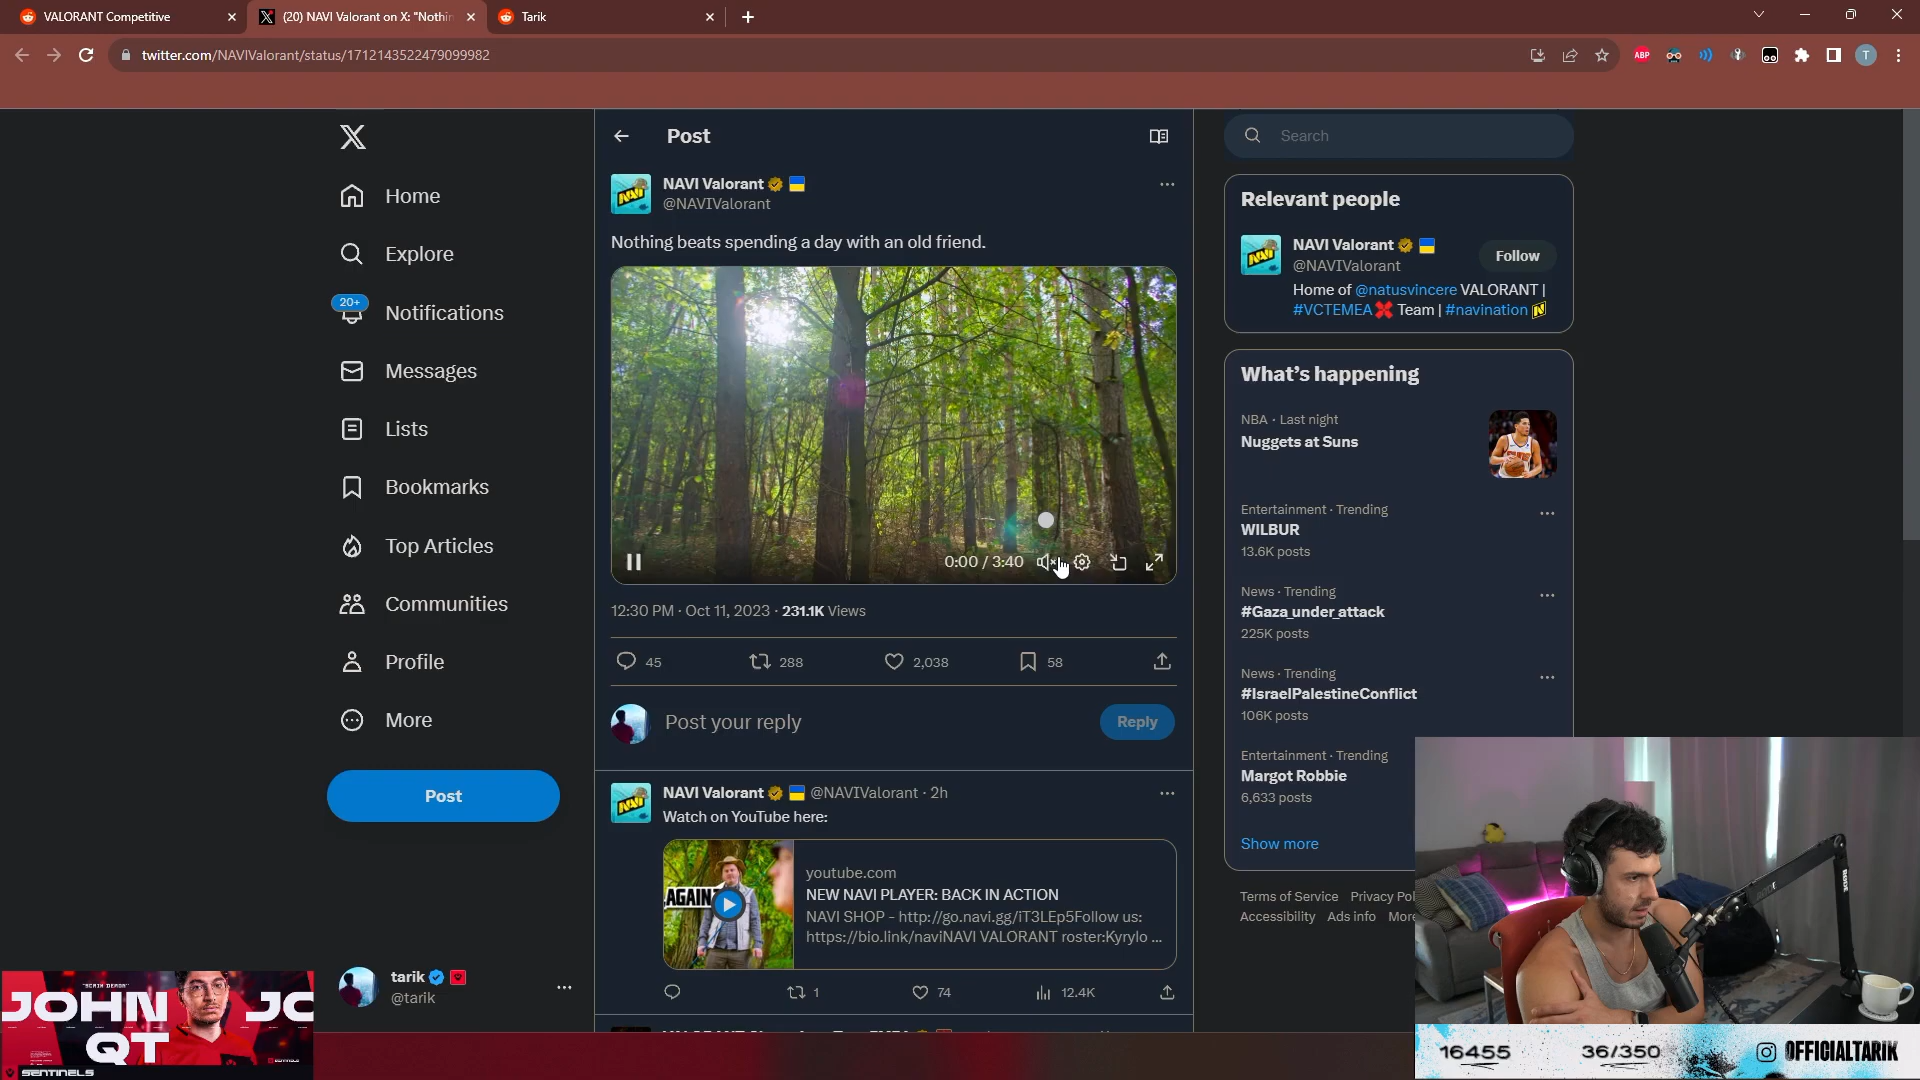 VALORANT Competitive
(20) NAVI Valorant on X: "Nothin
Tarik
twitter.com/NAVIValorant/status/1712143522479099982
ABP
T
Home
Explore
20+
Notifications
Messages
Lists
Bookmarks
Top Articles
Communities
Profile
More
Post
tarik
@tarik
Post
NAVI Valorant
@NAVIValorant
Nothing beats spending a day with an old friend.
0:00 / 3:40
12:30 PM · Oct 11, 2023 · 231.1K Views
45 288 2,038 58
Post your reply
Reply
NAVI Valorant @NAVIValorant · 2h
Watch on YouTube here:
AGAIN
youtube.com
NEW NAVI PLAYER: BACK IN ACTION
NAVI SHOP - http://go.navi.gg/iT3LEp5Follow us:
https://bio.link/naviNAVI VALORANT roster:Kyrylo ...
1 74 12.4K
Search
Relevant people
NAVI Valorant
@NAVIValorant
Follow
Home of @natusvincere VALORANT |
#VCTEMEA❌ Team | #navination
What's happening
NBA · Last night
Nuggets at Suns
Entertainment · Trending
WILBUR
13.6K posts
News · Trending
#Gaza_under_attack
225K posts
News · Trending
#IsraelPalestineConflict
106K posts
Entertainment · Trending
Margot Robbie
6,633 posts
Show more
Terms of Service Privacy Pol
Accessibility Ads info More
JOHN
QT
JC
SENTINELS
RODE
16455 36/350 OFFICIALTARIK